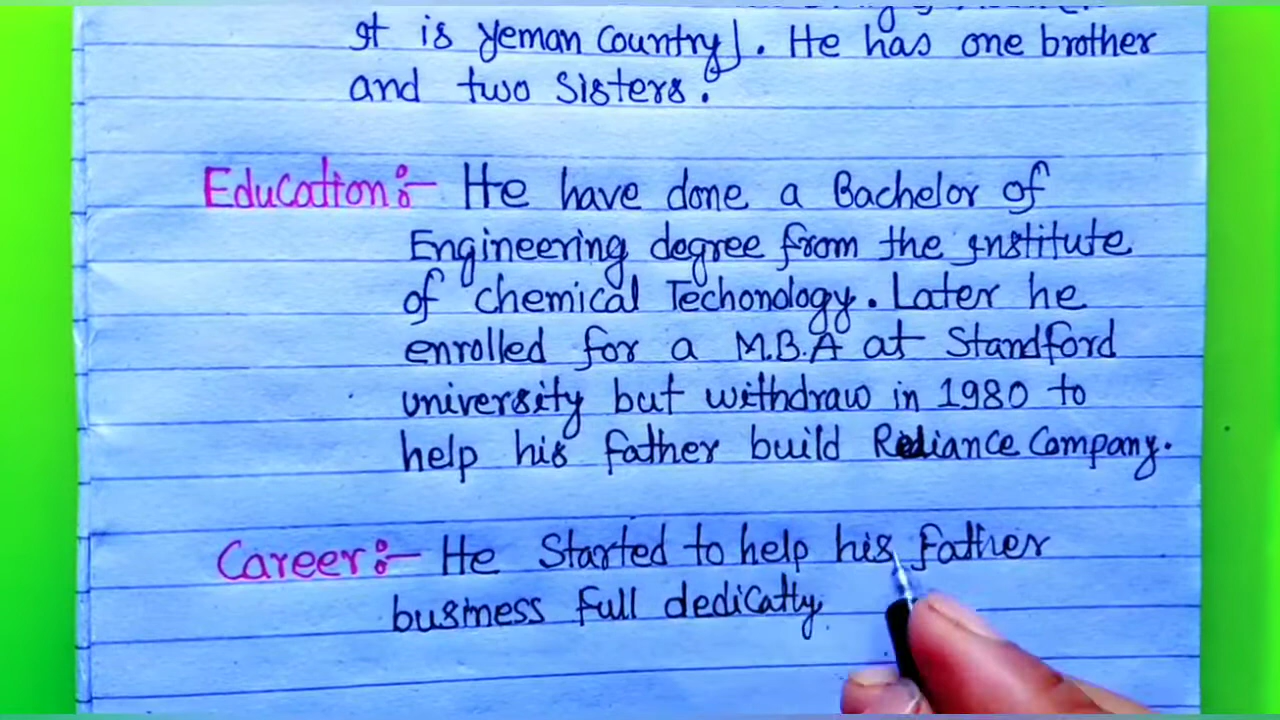 It is Yeman Country]. He has one brother
and two Sisters.
Education:- He have done a Bachelor of
Engineering degree from the Institute
of chemical Techonology. Later he
enrolled for a M.B.A at Standford
university but withdraw in 1980 to
help his father build Reliance Company.
Career:- He Started to help his father
business full dedicatly